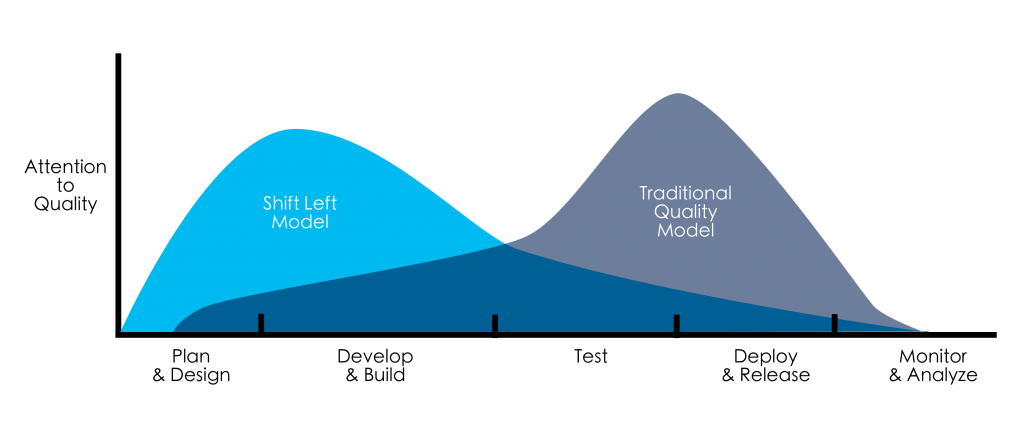 Attention
to
Quality
Shift Left
Model
Traditional
Quality
Model
Plan
& Design
Develop
& Build
Test
Deploy
& Release
Monitor
& Analyze